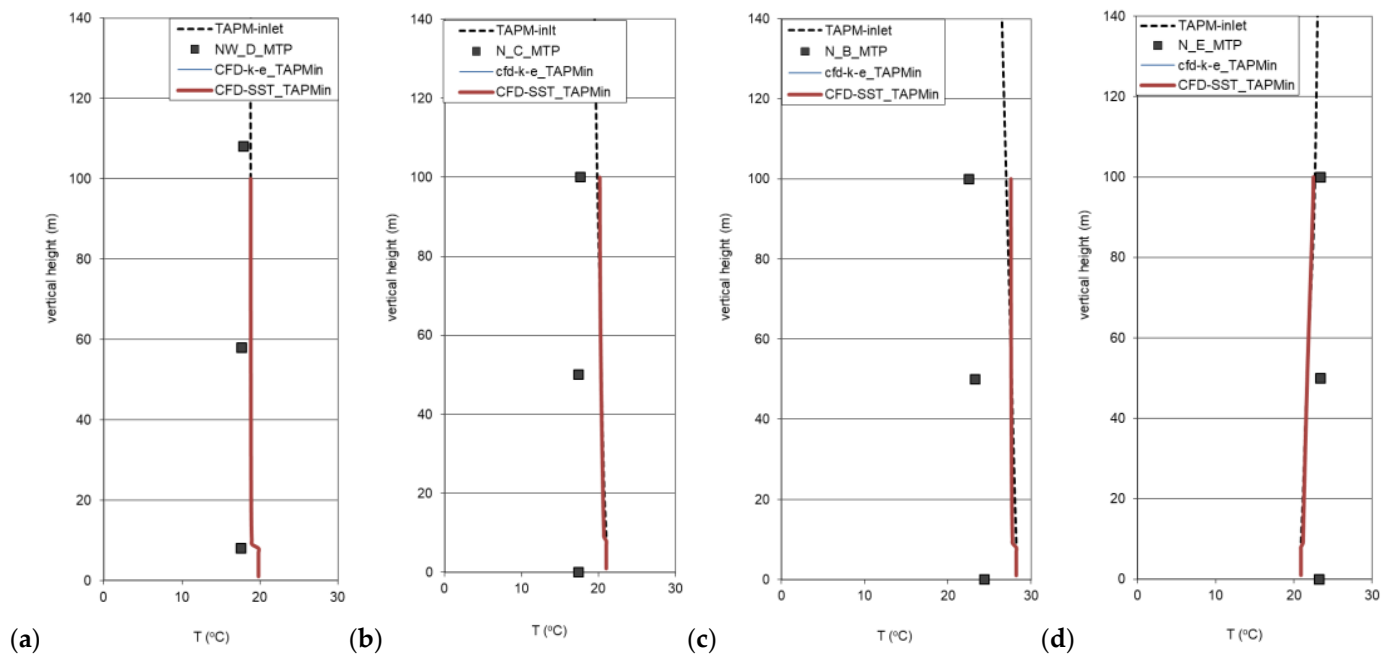 140
120
100
80
60
40
20
0
vertical height (m)
TAPM-inlet
NW_D_MTP
CFD-k-e_TAPMin
CFD-SST_TAPMin
0 10 20 30
T (°C)
(a)
140
120
100
80
60
40
20
0
vertical height (m)
TAPM-inlt
N_C_MTP
cfd-k-e_TAPMin
CFD-SST_TAPMin
0 10 20 30
T (°C)
(b)
140
120
100
80
60
40
20
0
vertical height (m)
TAPM-inlet
N_B_MTP
cfd-k-e_TAPMin
CFD-SST_TAPMin
0 10 20 30
T (°C)
(c)
140
120
100
80
60
40
20
0
vertical height (m)
TAPM-inlet
N_E_MTP
cfd-k-e_TAPMin
CFD-SST_TAPMin
0 10 20 30
T (°C)
(d)